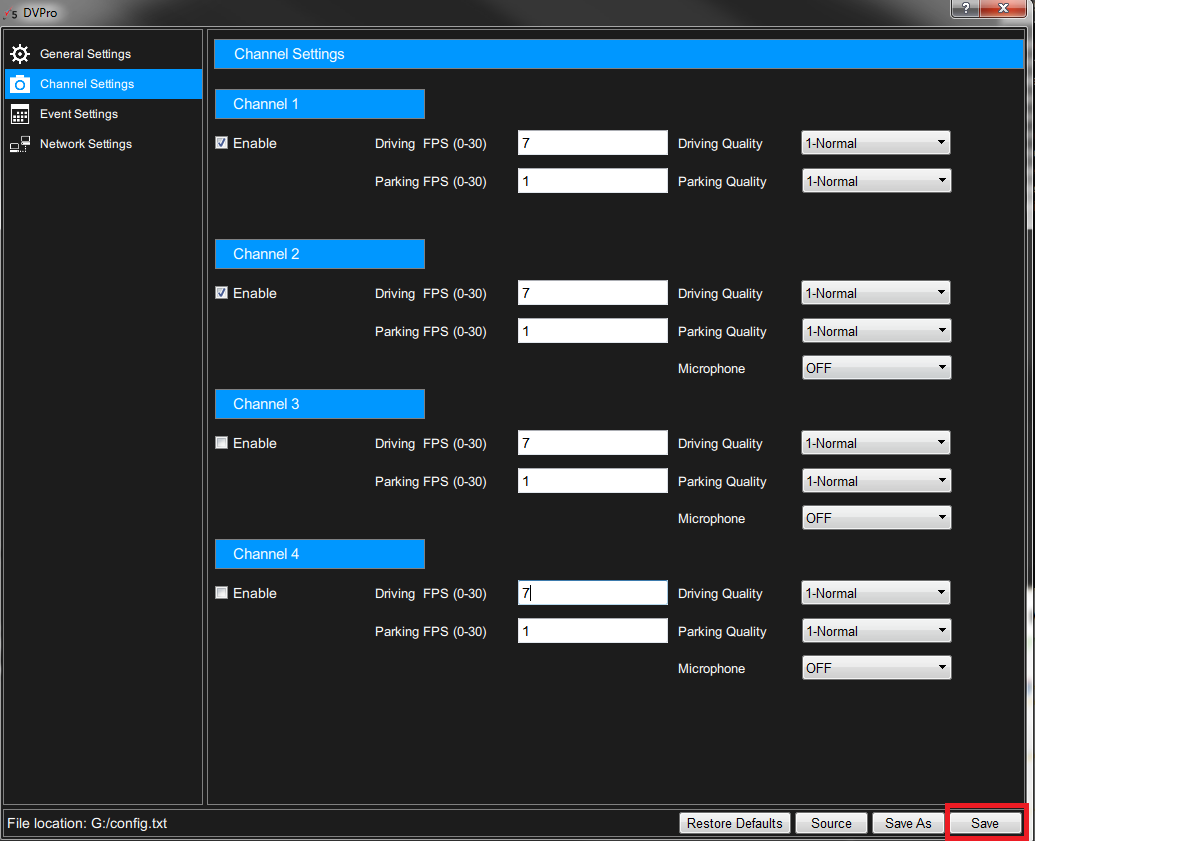 DVPro ?
General Settings
Channel Settings
Event Settings
Network Settings
Channel Settings
Channel 1
Enable Driving FPS (0-30) 7 Driving Quality 1-Normal
Parking FPS (0-30) 1 Parking Quality 1-Normal
Channel 2
Enable Driving FPS (0-30) 7 Driving Quality 1-Normal
Parking FPS (0-30) 1 Parking Quality 1-Normal
Microphone OFF
Channel 3
Enable Driving FPS (0-30) 7 Driving Quality 1-Normal
Parking FPS (0-30) 1 Parking Quality 1-Normal
Microphone OFF
Channel 4
Enable Driving FPS (0-30) 7 Driving Quality 1-Normal
Parking FPS (0-30) 1 Parking Quality 1-Normal
Microphone OFF
File location: G:/config.txt Restore Defaults Source Save As Save